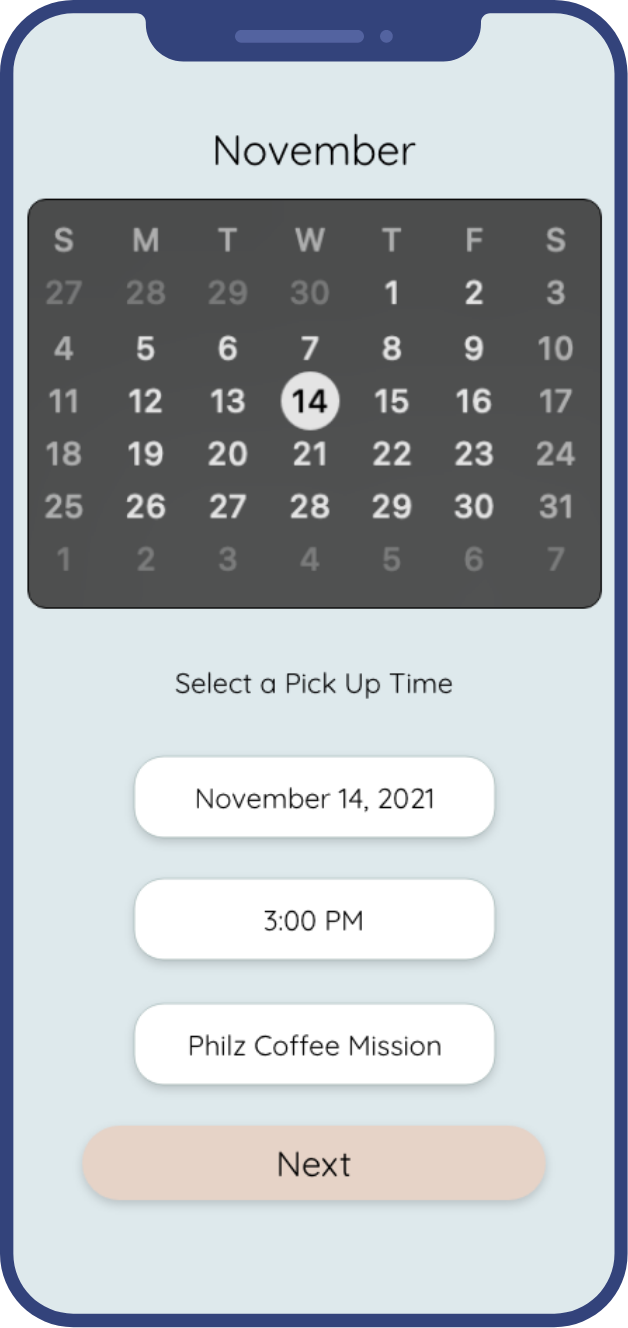 November
S M T W T F S
27 28 29 30 1 2 3
4 5 6 7 8 9 10
11 12 13 14 15 16 17
18 19 20 21 22 23 24
25 26 27 28 29 30 31
1 2 3 4 5 6 7
Select a Pick Up Time
November 14, 2021
3:00 PM
Philz Coffee Mission
Next